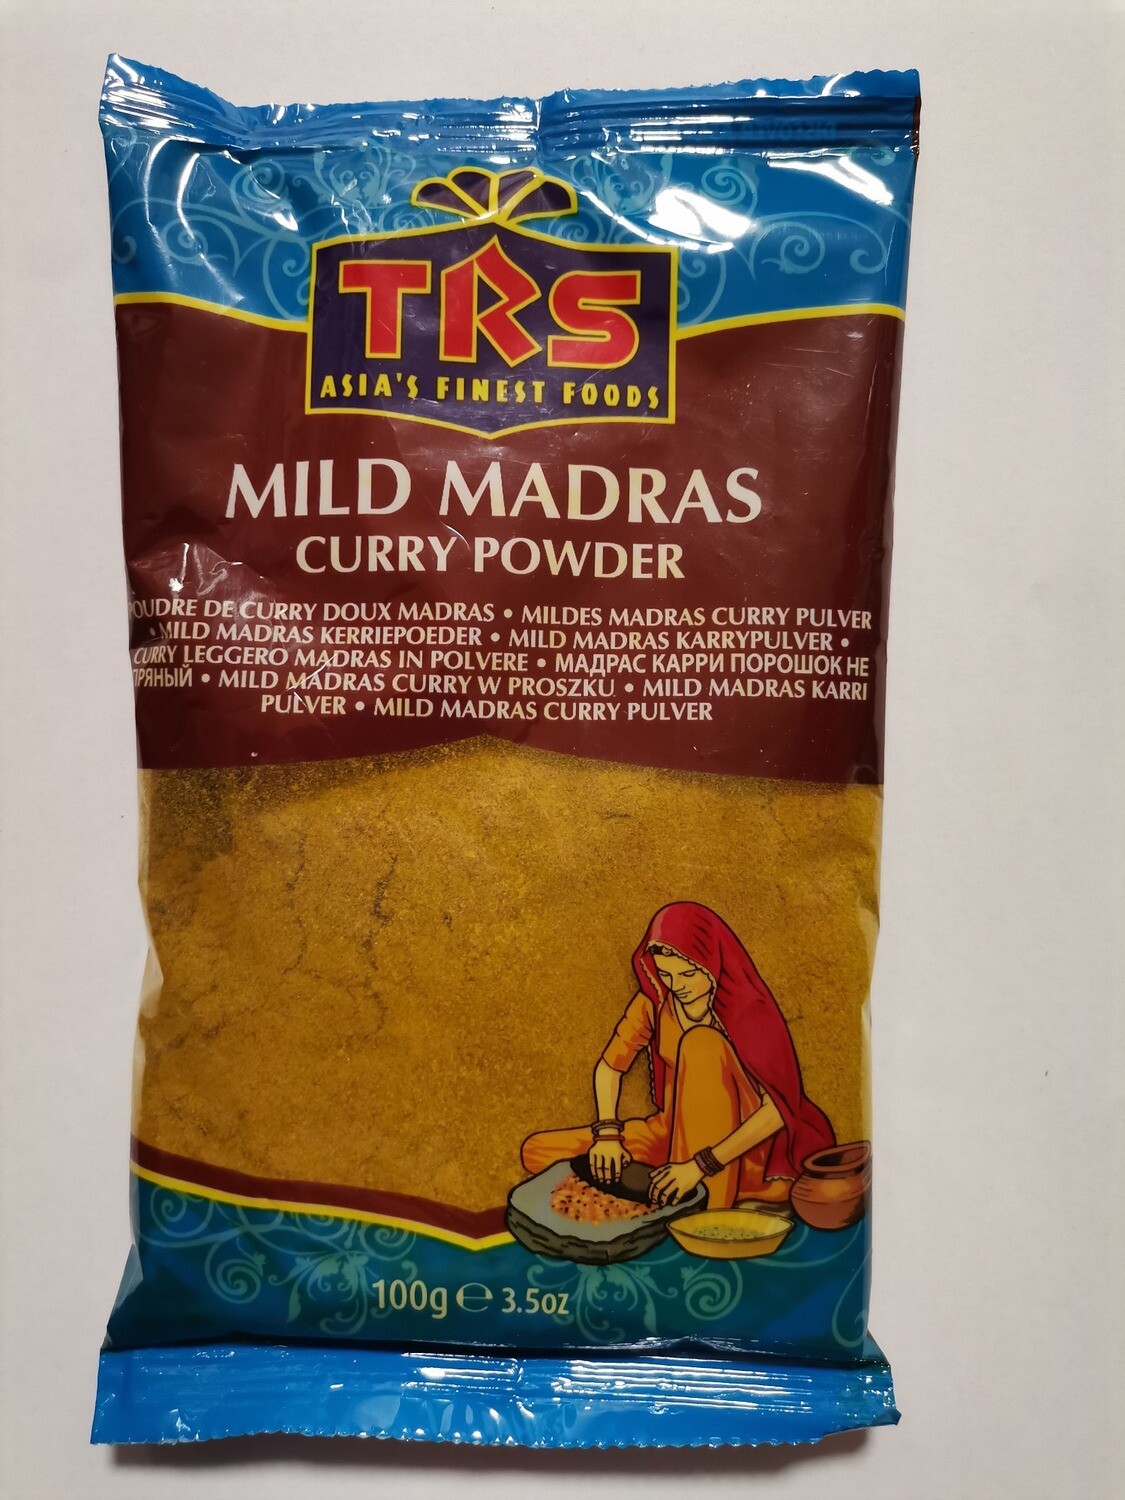 TRS
ASIA'S FINEST FOODS
MILD MADRAS
CURRY POWDER
DE CURRY DOUX MADRAS • MILDES MADRAS CURRY PULVER
• MILD MADRAS KERRIEPOEDER • MILD MADRAS KARRYPULVER •
CURRY LEGGERO MADRAS IN POLVERE • МАДРАС КАРРИ ПОРОШОК НЕ
ПРЯНЫЙ • MILD MADRAS CURRY W PROSZKU • MILD MADRAS KARRI
PULVER • MILD MADRAS CURRY PULVER
100g ℮ 3.5oz